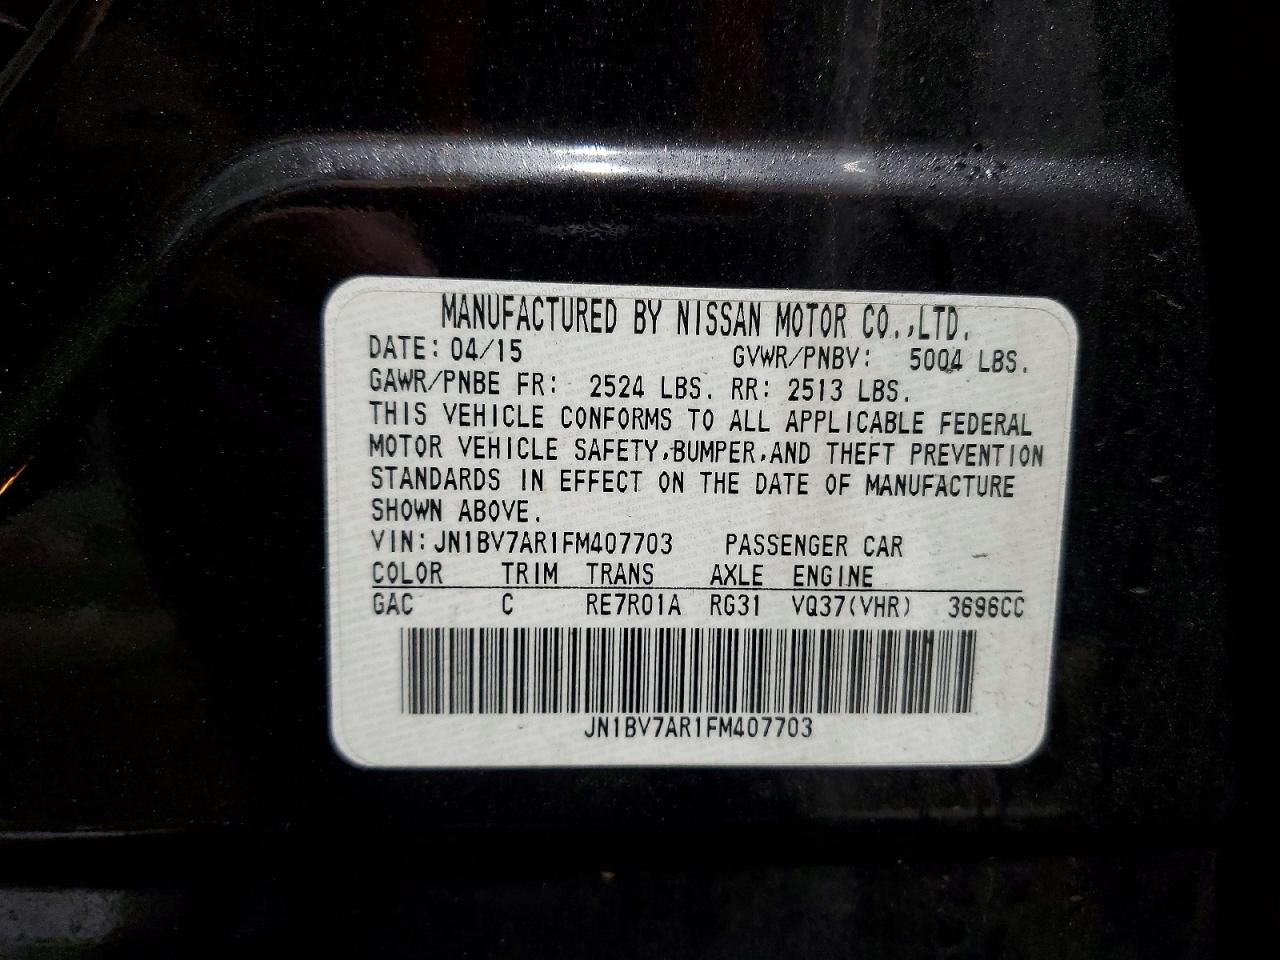 MANUFACTURED BY NISSAN MOTOR CO.,LTD.
DATE: 04/15 GVWR/PNBV: 5004 LBS.
GAWR/PNBE FR: 2524 LBS. RR: 2513 LBS.
THIS VEHICLE CONFORMS TO ALL APPLICABLE FEDERAL
MOTOR VEHICLE SAFETY,BUMPER,AND THEFT PREVENTION
STANDARDS IN EFFECT ON THE DATE OF MANUFACTURE
SHOWN ABOVE.
VIN:JN1BV7AR1FM407703 PASSENGER CAR
COLOR TRIM TRANS AXLE ENGINE
GAC C RE7R01A RG31 VQ37(VHR) 3696CC
JN1BV7AR1FM407703